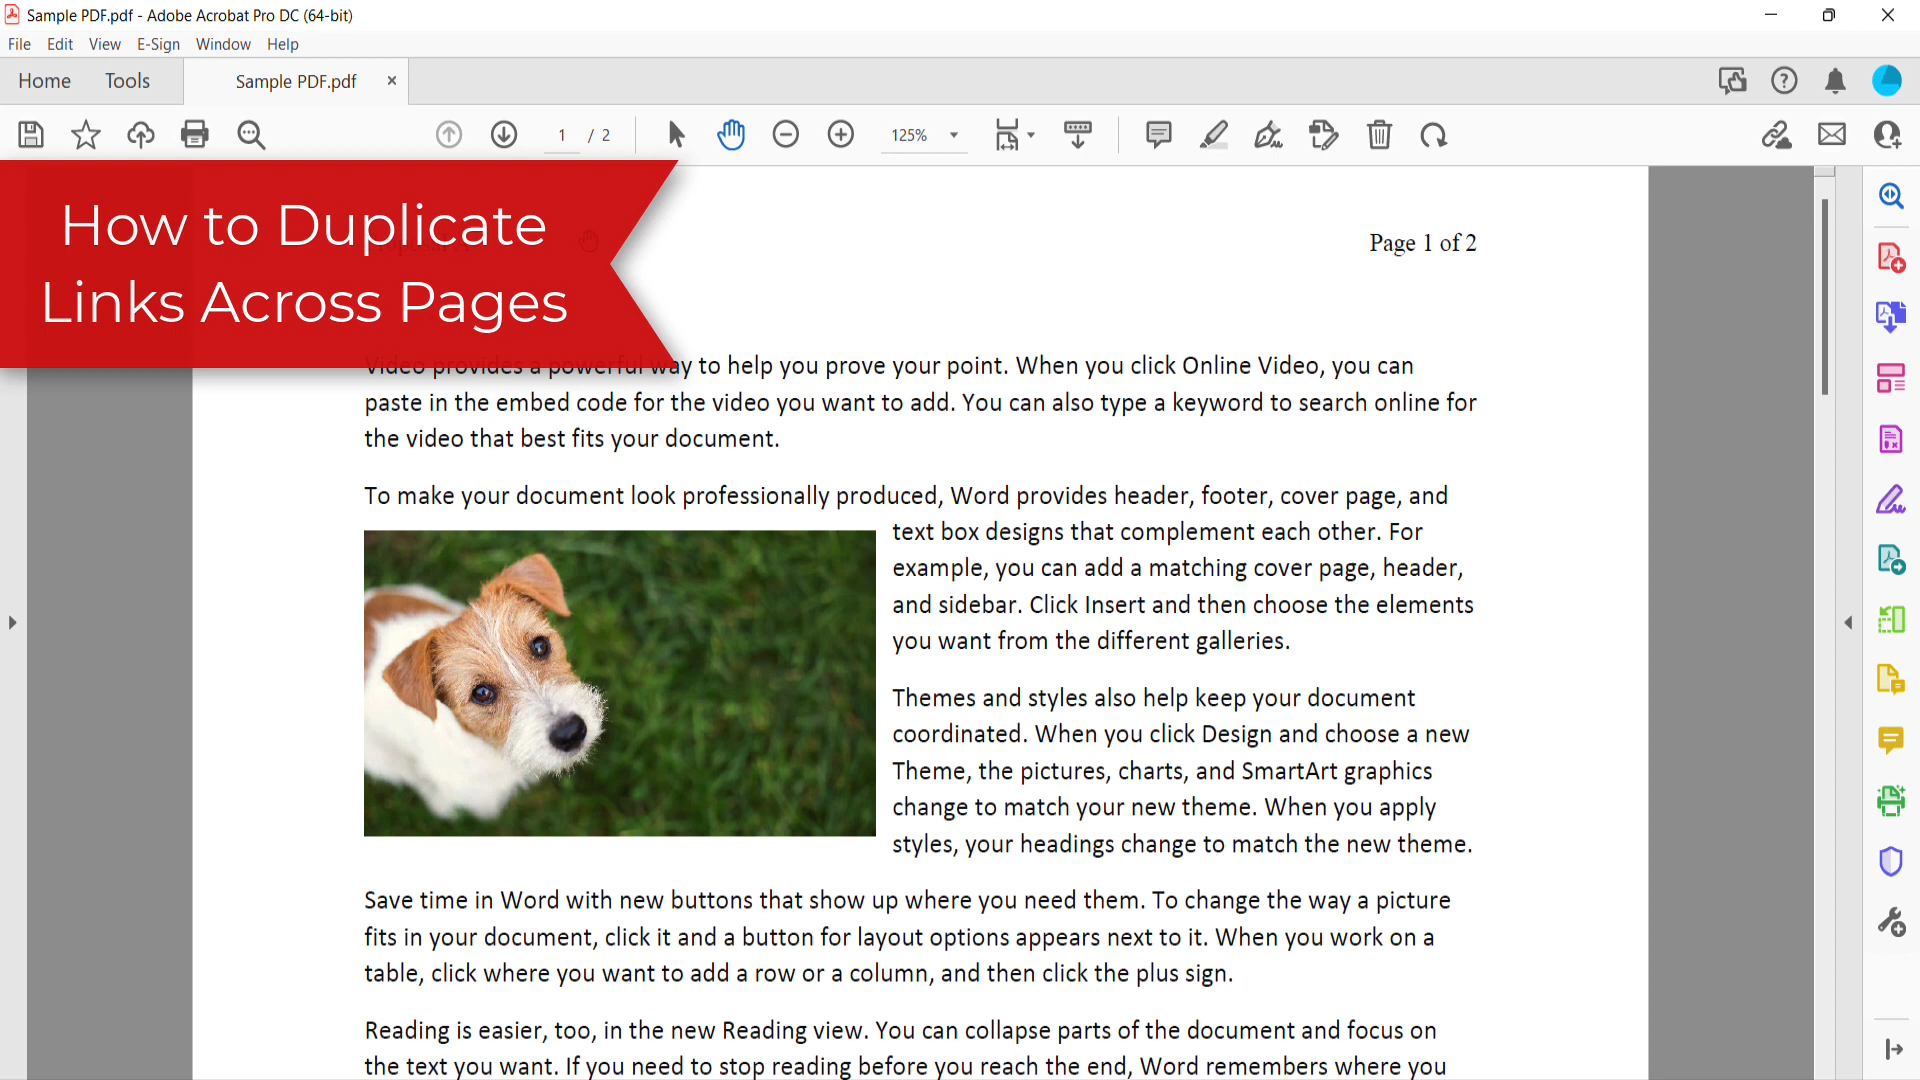 Sample PDF.pdf - Adobe Acrobat Pro DC (64-bit)
File Edit View E-Sign Window Help
Home Tools Sample PDF.pdf
1 / 2 125%
How to Duplicate
Links Across Pages
Page 1 of 2
Video provides a powerful way to help you prove your point. When you click Online Video, you can
paste in the embed code for the video you want to add. You can also type a keyword to search online for
the video that best fits your document.
To make your document look professionally produced, Word provides header, footer, cover page, and
text box designs that complement each other. For
example, you can add a matching cover page, header,
and sidebar. Click Insert and then choose the elements
you want from the different galleries.
Themes and styles also help keep your document
coordinated. When you click Design and choose a new
Theme, the pictures, charts, and SmartArt graphics
change to match your new theme. When you apply
styles, your headings change to match the new theme.
Save time in Word with new buttons that show up where you need them. To change the way a picture
fits in your document, click it and a button for layout options appears next to it. When you work on a
table, click where you want to add a row or a column, and then click the plus sign.
Reading is easier, too, in the new Reading view. You can collapse parts of the document and focus on
the text you want. If you need to stop reading before you reach the end, Word remembers where you